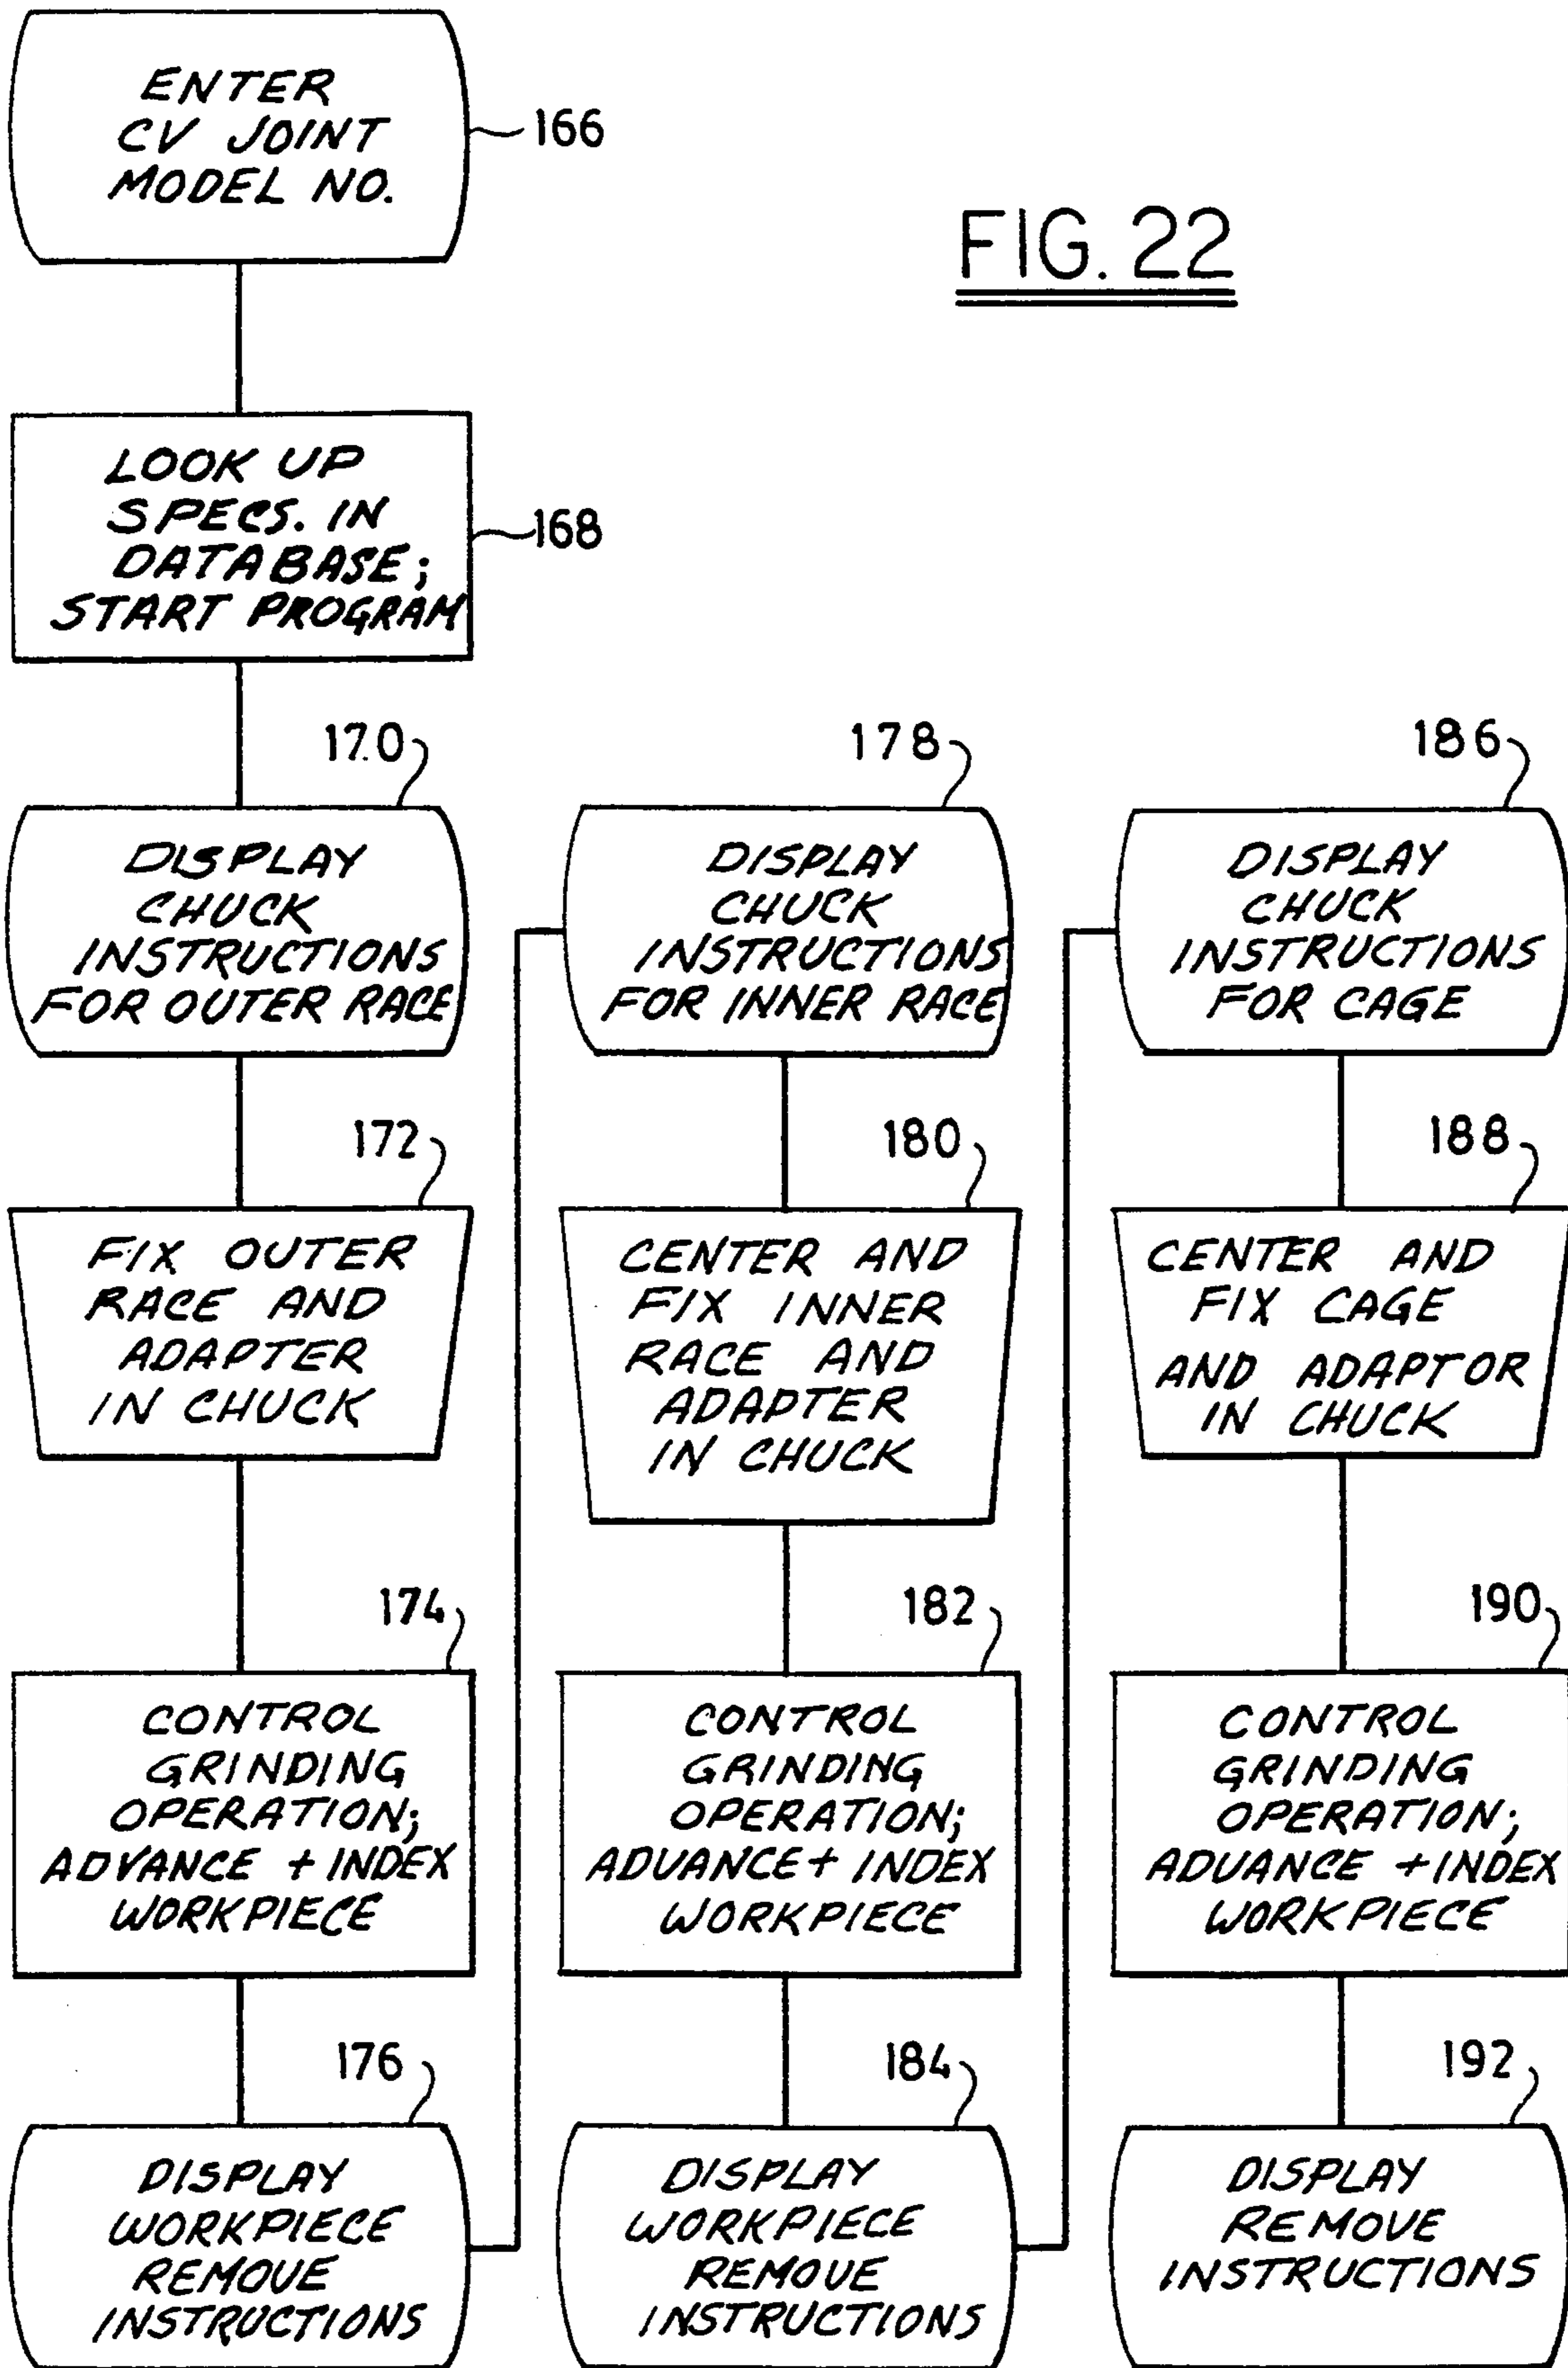 ENTER
CV JOINT
MODEL NO.
166
FIG. 22
LOOK UP
SPECS. IN
DATABASE;
START PROGRAM
168
170
DISPLAY
CHUCK
INSTRUCTIONS
FOR OUTER RACE
172
FIX OUTER
RACE AND
ADAPTER
IN CHUCK
174
CONTROL
GRINDING
OPERATION;
ADVANCE + INDEX
WORKPIECE
176
DISPLAY
WORKPIECE
REMOVE
INSTRUCTIONS
178
DISPLAY
CHUCK
INSTRUCTIONS
FOR INNER RACE
180
CENTER AND
FIX INNER
RACE AND
ADAPTER
IN CHUCK
182
CONTROL
GRINDING
OPERATION;
ADVANCE + INDEX
WORKPIECE
184
DISPLAY
WORKPIECE
REMOVE
INSTRUCTIONS
186
DISPLAY
CHUCK
INSTRUCTIONS
FOR CAGE
188
CENTER AND
FIX CAGE
AND ADAPTOR
IN CHUCK
190
CONTROL
GRINDING
OPERATION;
ADVANCE + INDEX
WORKPIECE
192
DISPLAY
REMOVE
INSTRUCTIONS